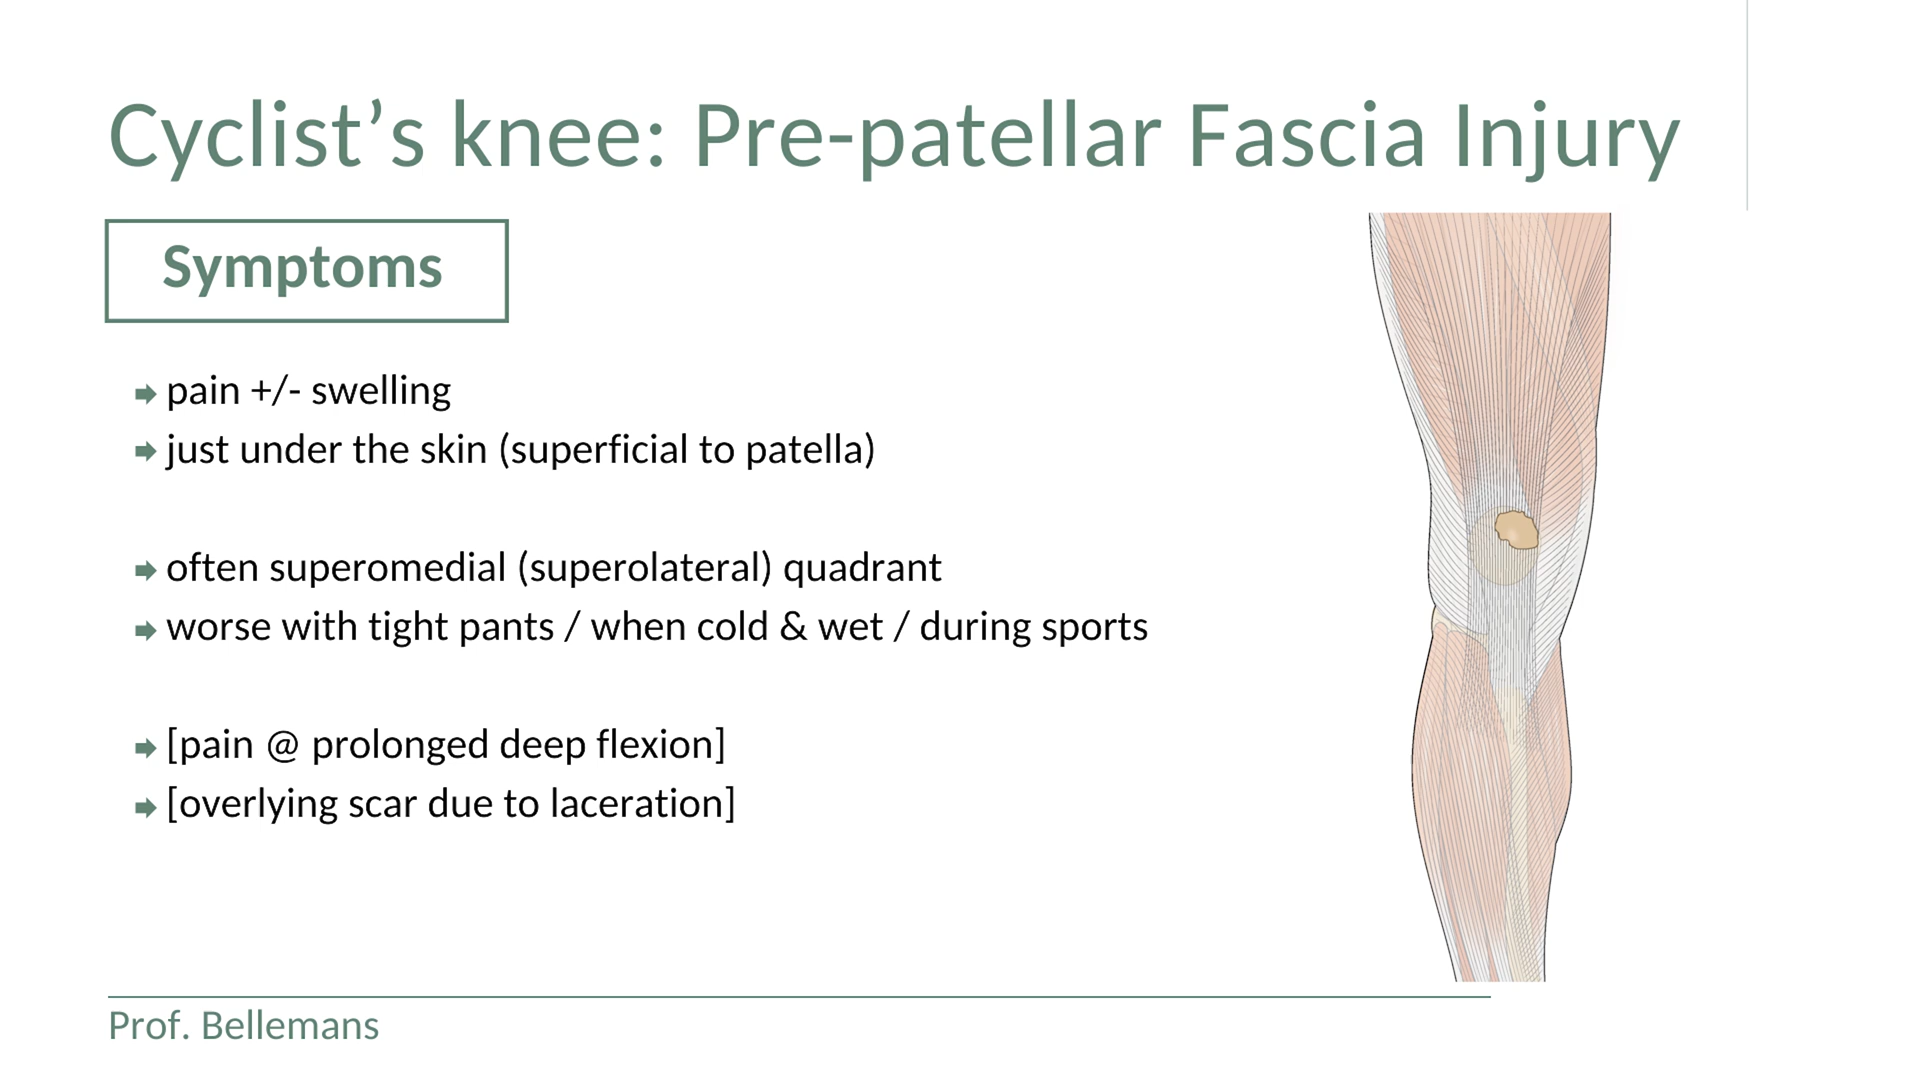 Cyclist’s knee: Pre-patellar Fascia Injury
Symptoms
pain +/- swelling
just under the skin (superficial to patella)
often superomedial (superolateral) quadrant
worse with tight pants / when cold & wet / during sports
[pain @ prolonged deep flexion]
[overlying scar due to laceration]
Prof. Bellemans